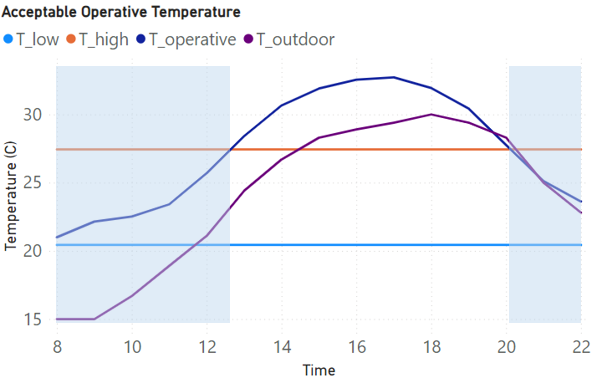 Acceptable Operative Temperature
T_low T_high T_operative T_outdoor
Temperature (C)
30
25
20
15
8 10 12 14 16 18 20 22
Time